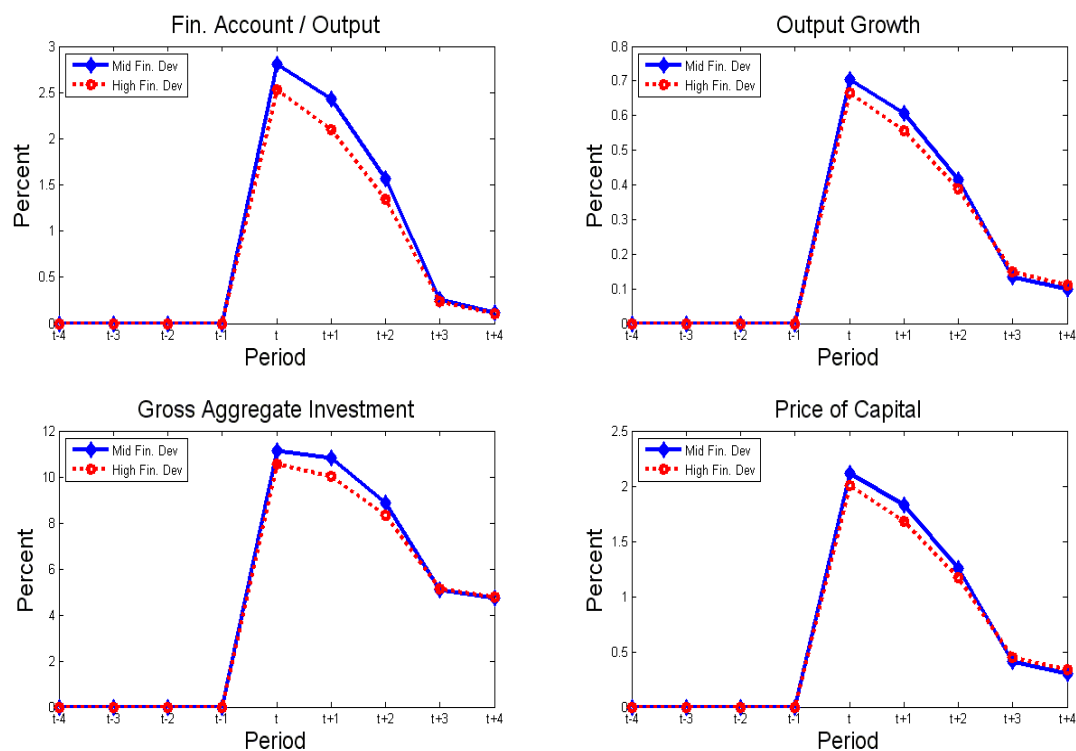 Fin. Account / Output
3
2.5
2
1.5
1
0.5
0
Percent
Mid Fin. Dev
High Fin. Dev
t-4 t-3 t-2 t-1 t t+1 t+2 t+3 t+4
Period
Output Growth
0.8
0.7
0.6
0.5
0.4
0.3
0.2
0.1
0
Percent
Mid Fin. Dev
High Fin. Dev
t-4 t-3 t-2 t-1 t t+1 t+2 t+3 t+4
Period
Gross Aggregate Investment
12
10
8
6
4
2
0
Percent
Mid Fin. Dev
High Fin. Dev
t-4 t-3 t-2 t-1 t t+1 t+2 t+3 t+4
Period
Price of Capital
2.5
2
1.5
1
0.5
0
Percent
Mid Fin. Dev
High Fin. Dev
t-4 t-3 t-2 t-1 t t+1 t+2 t+3 t+4
Period